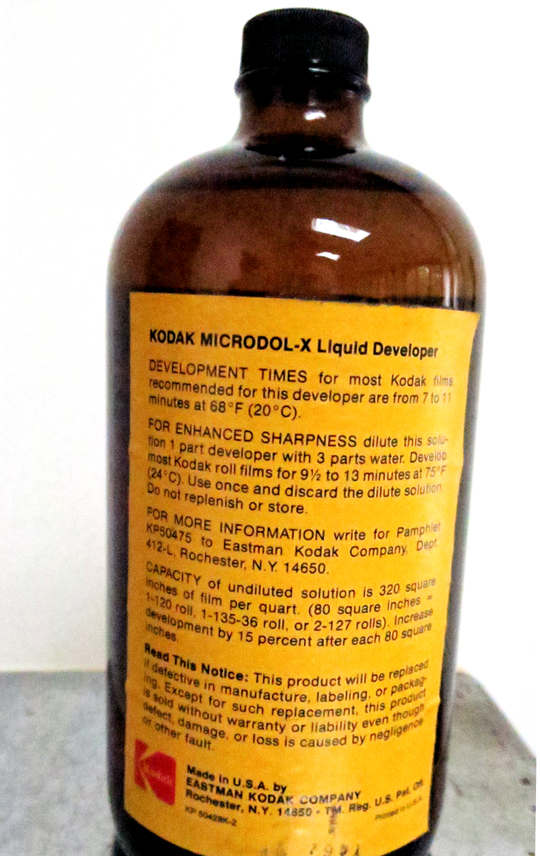 KODAK MICRODOL-X Liquid Developer
DEVELOPMENT TIMES for most Kodak films
recommended for this developer are from 7 to 11
minutes at 68°F (20°C).
FOR ENHANCED SHARPNESS dilute this solu-
tion 1 part developer with 3 parts water. Develop
most Kodak roll films for 9½ to 13 minutes at 75°F
(24°C). Use once and discard the dilute solution.
Do not replenish or store.
FOR MORE INFORMATION write for Pamphlet
KP50475 to Eastman Kodak Company, Dept.
412-L, Rochester, N.Y. 14650.
CAPACITY of undiluted solution is 320 square
inches of film per quart. (80 square inches =
1-120 roll, 1-135-36 roll, or 2-127 rolls). Increase
development by 15 percent after each 80 square
inches.
Read This Notice: This product will be replaced
if defective in manufacture, labeling, or packag-
ing. Except for such replacement, this product
is sold without warranty or liability even though
defect, damage, or loss is caused by negligence
or other fault.
Kodak
Made in U.S.A. by
EASTMAN KODAK COMPANY
Rochester, N.Y. 14650 • TM. Reg. U.S. Pat. Off.
KP 50428K-2 Printed in U.S.A.